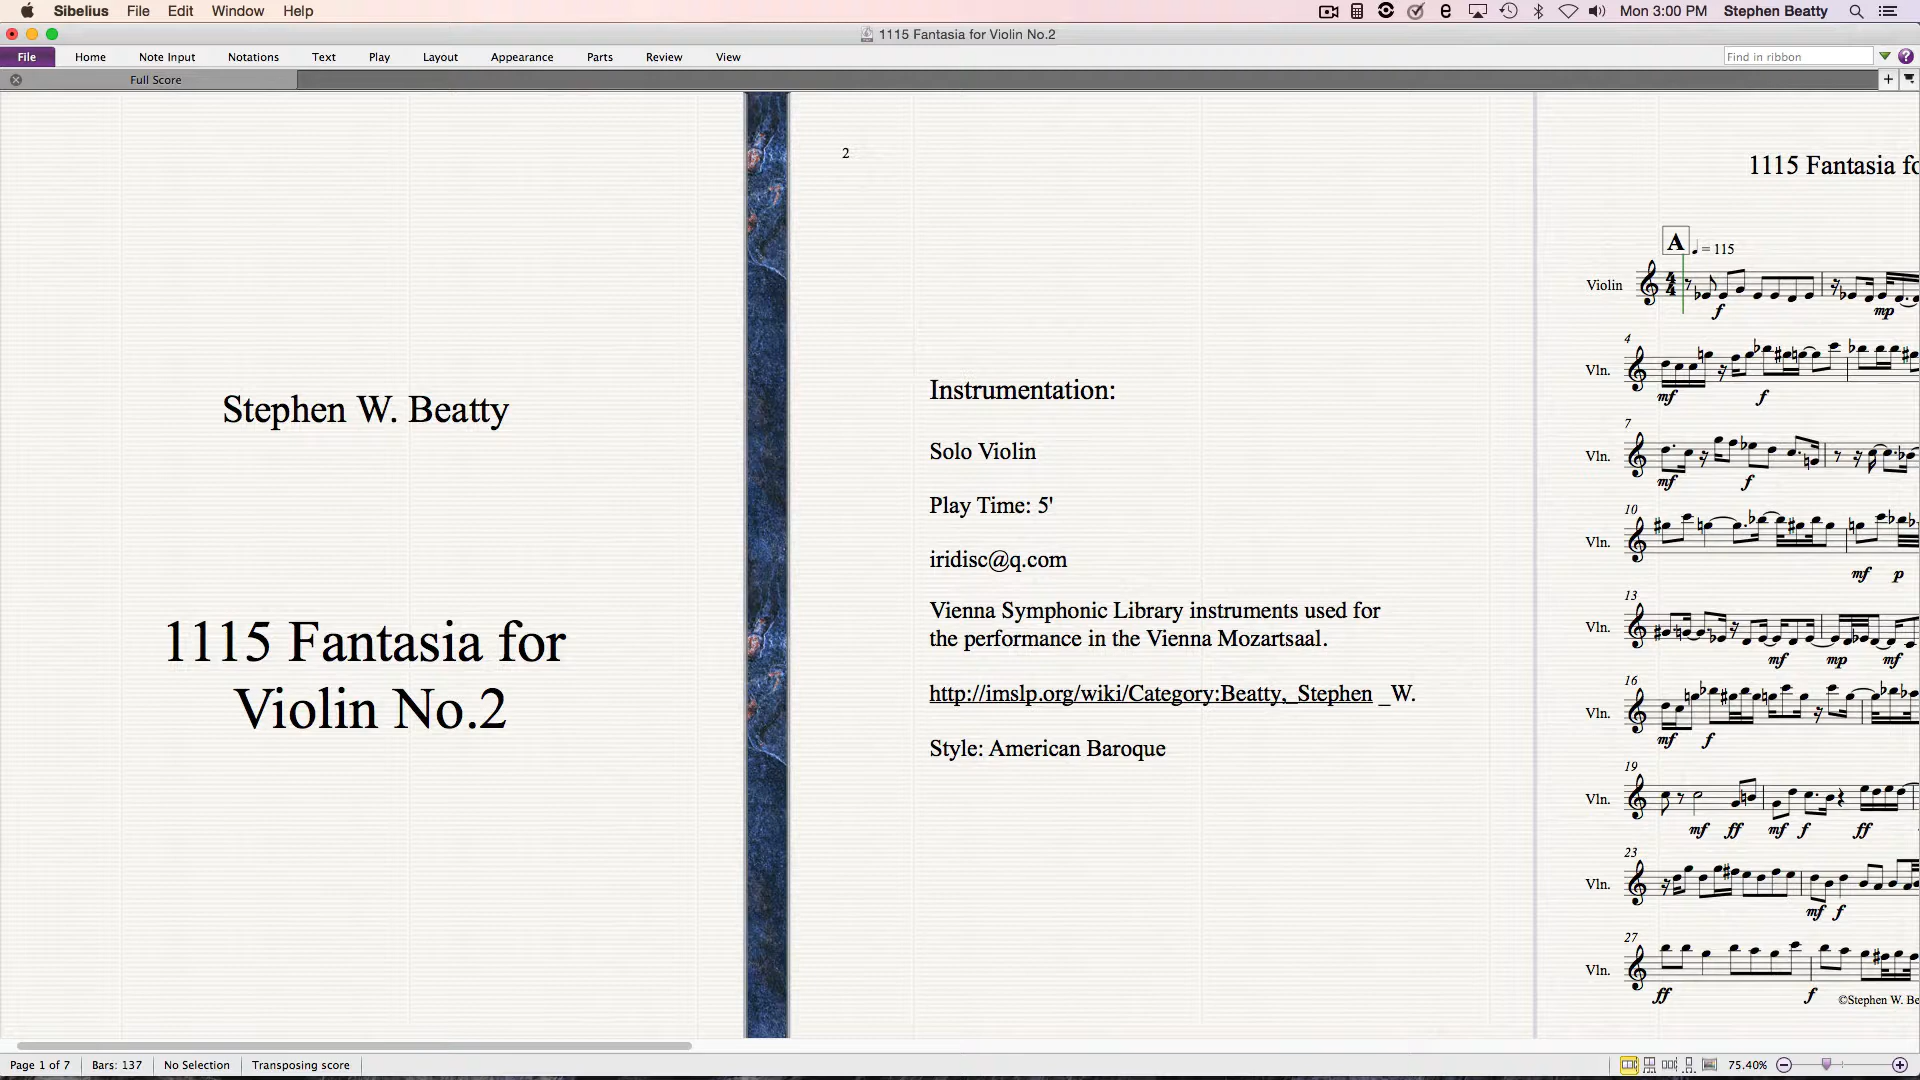 Sibelius File Edit Window Help
Mon 3:00 PM Stephen Beatty
1115 Fantasia for Violin No.2
File Home Note Input Notations Text Play Layout Appearance Parts Review View
Find in ribbon
Full Score
Stephen W. Beatty
1115 Fantasia for
Violin No.2
2
Instrumentation:
Solo Violin
Play Time: 5'
iridisc@q.com
Vienna Symphonic Library instruments used for
the performance in the Vienna Mozartsaal.
http://imslp.org/wiki/Category:Beatty,_Stephen _W.
Style: American Baroque
1115 Fantasia fo
A = 115
Violin
f mp
4
Vln.
mf f
7
Vln.
mf f
10
Vln.
mf p
13
Vln.
mf mp mf
16
Vln.
mf f
19
Vln.
mf ff mf f ff
23
Vln.
mf f
27
Vln.
ff f
©Stephen W. Be
Page 1 of 7 Bars: 137 No Selection Transposing score
75.40%